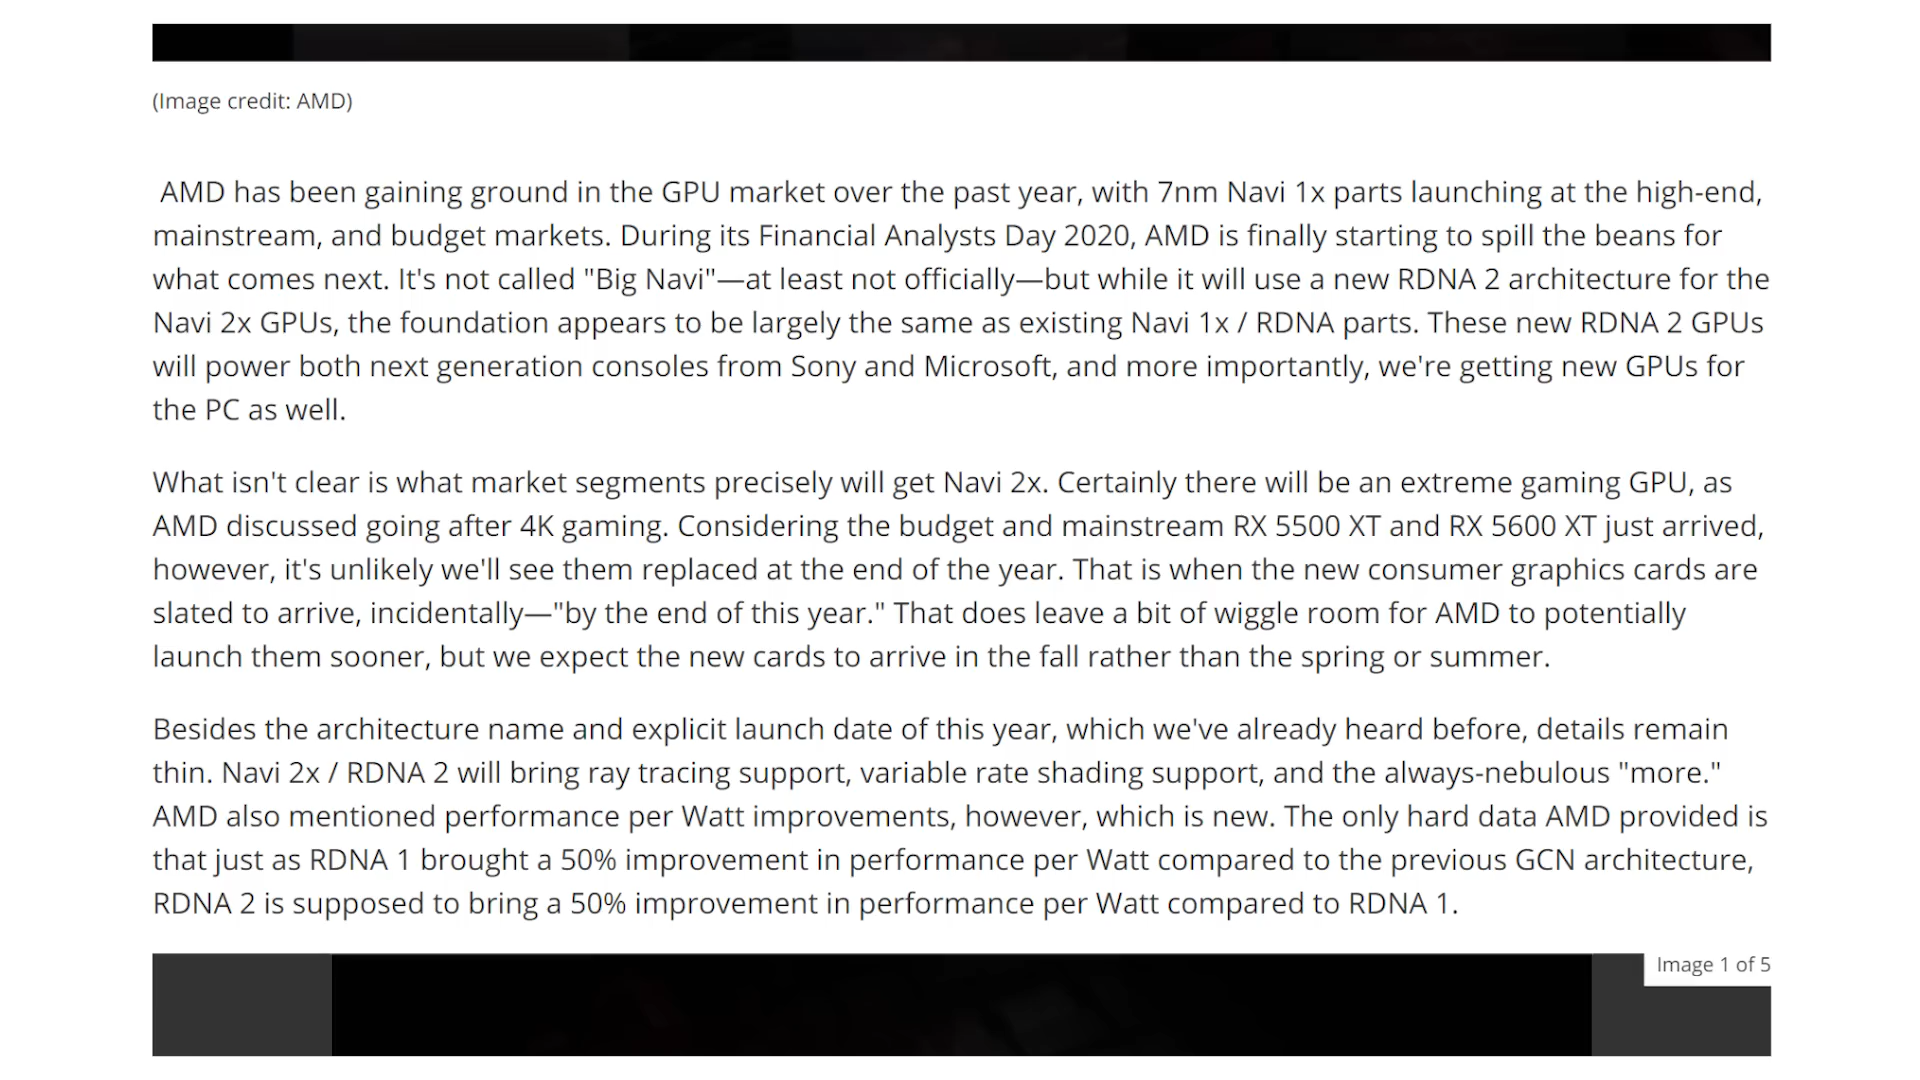 (Image credit: AMD)
AMD has been gaining ground in the GPU market over the past year, with 7nm Navi 1x parts launching at the high-end,
mainstream, and budget markets. During its Financial Analysts Day 2020, AMD is finally starting to spill the beans for
what comes next. It's not called "Big Navi"—at least not officially—but while it will use a new RDNA 2 architecture for the
Navi 2x GPUs, the foundation appears to be largely the same as existing Navi 1x / RDNA parts. These new RDNA 2 GPUs
will power both next generation consoles from Sony and Microsoft, and more importantly, we're getting new GPUs for
the PC as well.
What isn't clear is what market segments precisely will get Navi 2x. Certainly there will be an extreme gaming GPU, as
AMD discussed going after 4K gaming. Considering the budget and mainstream RX 5500 XT and RX 5600 XT just arrived,
however, it's unlikely we'll see them replaced at the end of the year. That is when the new consumer graphics cards are
slated to arrive, incidentally—"by the end of this year." That does leave a bit of wiggle room for AMD to potentially
launch them sooner, but we expect the new cards to arrive in the fall rather than the spring or summer.
Besides the architecture name and explicit launch date of this year, which we've already heard before, details remain
thin. Navi 2x / RDNA 2 will bring ray tracing support, variable rate shading support, and the always-nebulous "more."
AMD also mentioned performance per Watt improvements, however, which is new. The only hard data AMD provided is
that just as RDNA 1 brought a 50% improvement in performance per Watt compared to the previous GCN architecture,
RDNA 2 is supposed to bring a 50% improvement in performance per Watt compared to RDNA 1.
Image 1 of 5